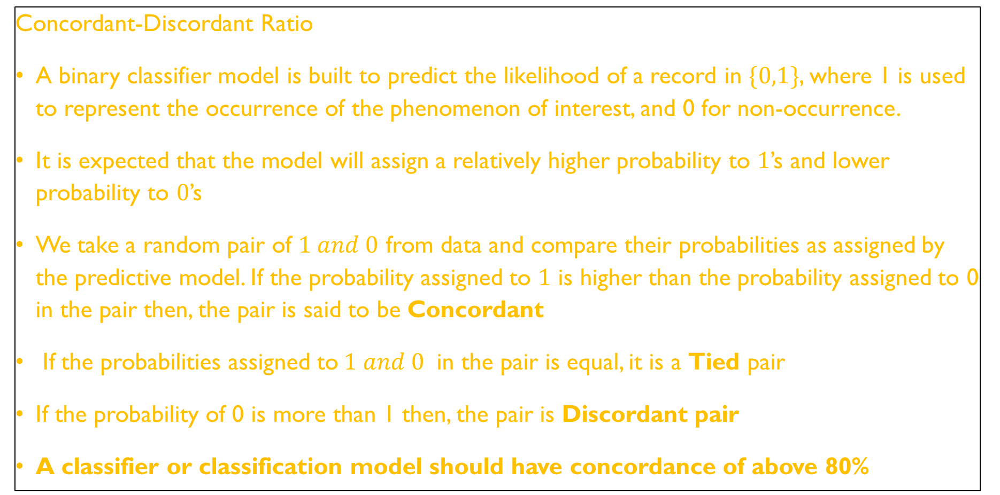 Concordant-Discordant Ratio
• A binary classifier model is built to predict the likelihood of a record in {0,1}, where 1 is used
to represent the occurrence of the phenomenon of interest, and 0 for non-occurrence.
• It is expected that the model will assign a relatively higher probability to 1’s and lower
probability to 0’s
• We take a random pair of 1 and 0 from data and compare their probabilities as assigned by
the predictive model. If the probability assigned to 1 is higher than the probability assigned to 0
in the pair then, the pair is said to be Concordant
• If the probabilities assigned to 1 and 0 in the pair is equal, it is a Tied pair
• If the probability of 0 is more than 1 then, the pair is Discordant pair
• A classifier or classification model should have concordance of above 80%